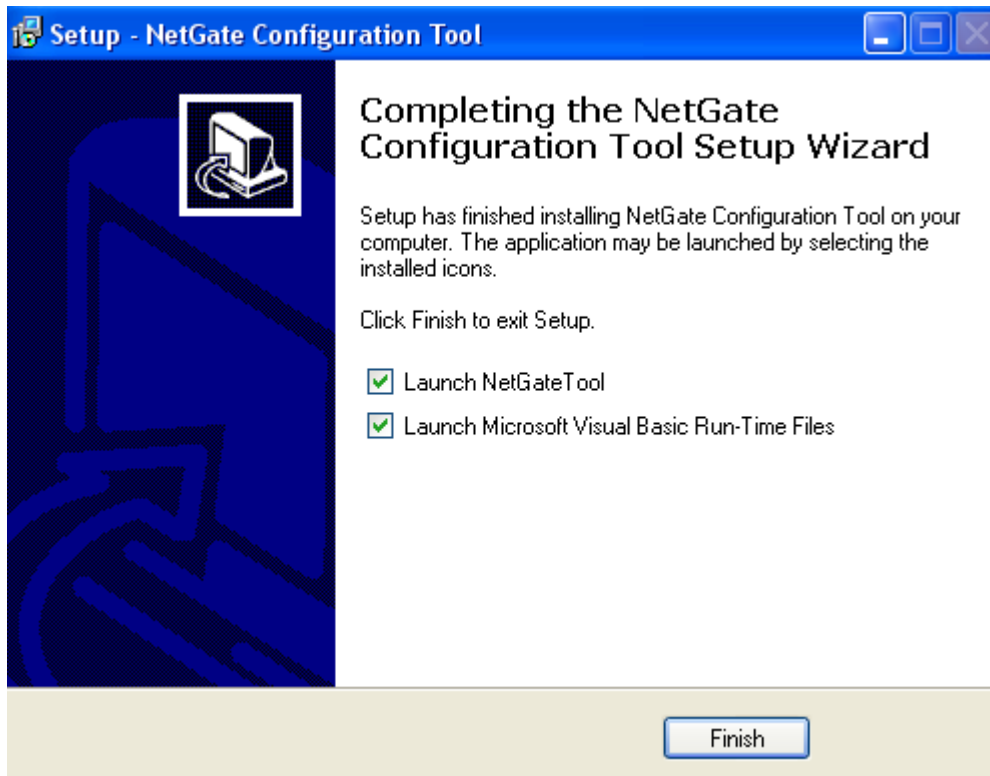 Setup - NetGate Configuration Tool
Completing the NetGate
Configuration Tool Setup Wizard
Setup has finished installing NetGate Configuration Tool on your
computer. The application may be launched by selecting the
installed icons.
Click Finish to exit Setup.
Launch NetGateTool
Launch Microsoft Visual Basic Run-Time Files
Finish